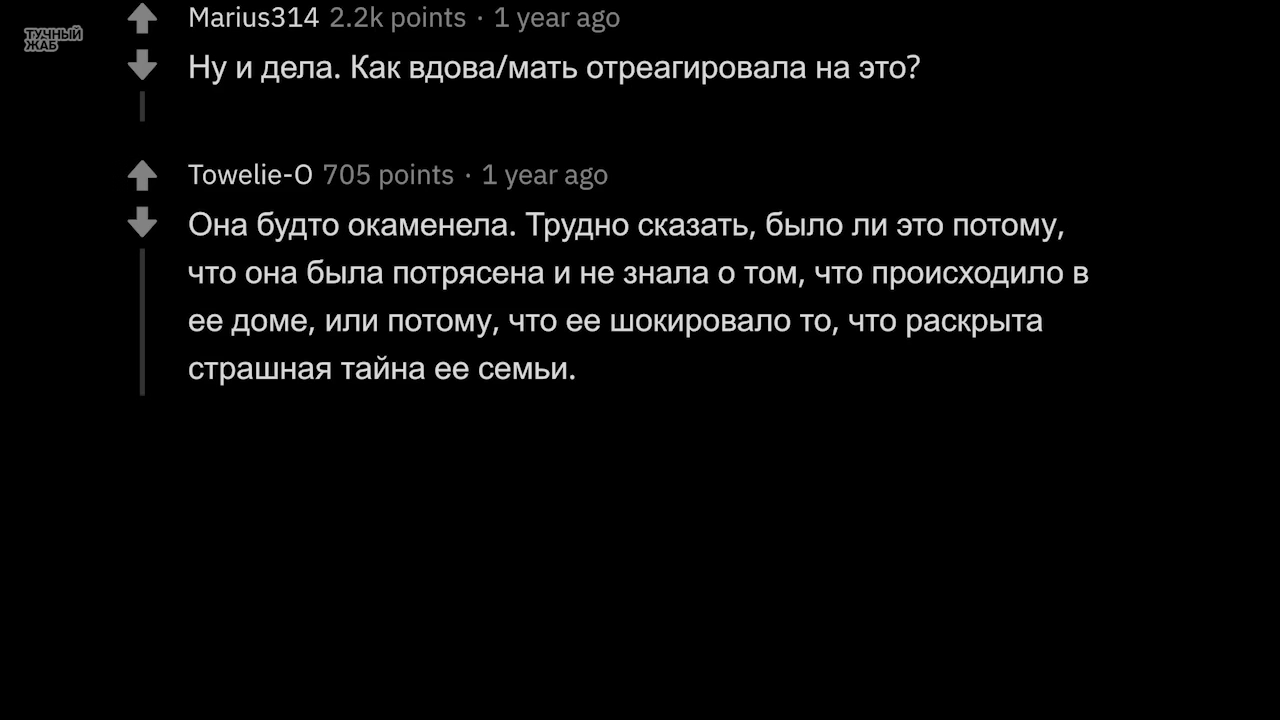 ТУЧНЫЙ
ЖАБ
Marius314 2.2k points · 1 year ago
Ну и дела. Как вдова/мать отреагировала на это?
Towelie-O 705 points · 1 year ago
Она будто окаменела. Трудно сказать, было ли это потому,
что она была потрясена и не знала о том, что происходило в
ее доме, или потому, что ее шокировало то, что раскрыта
страшная тайна ее семьи.